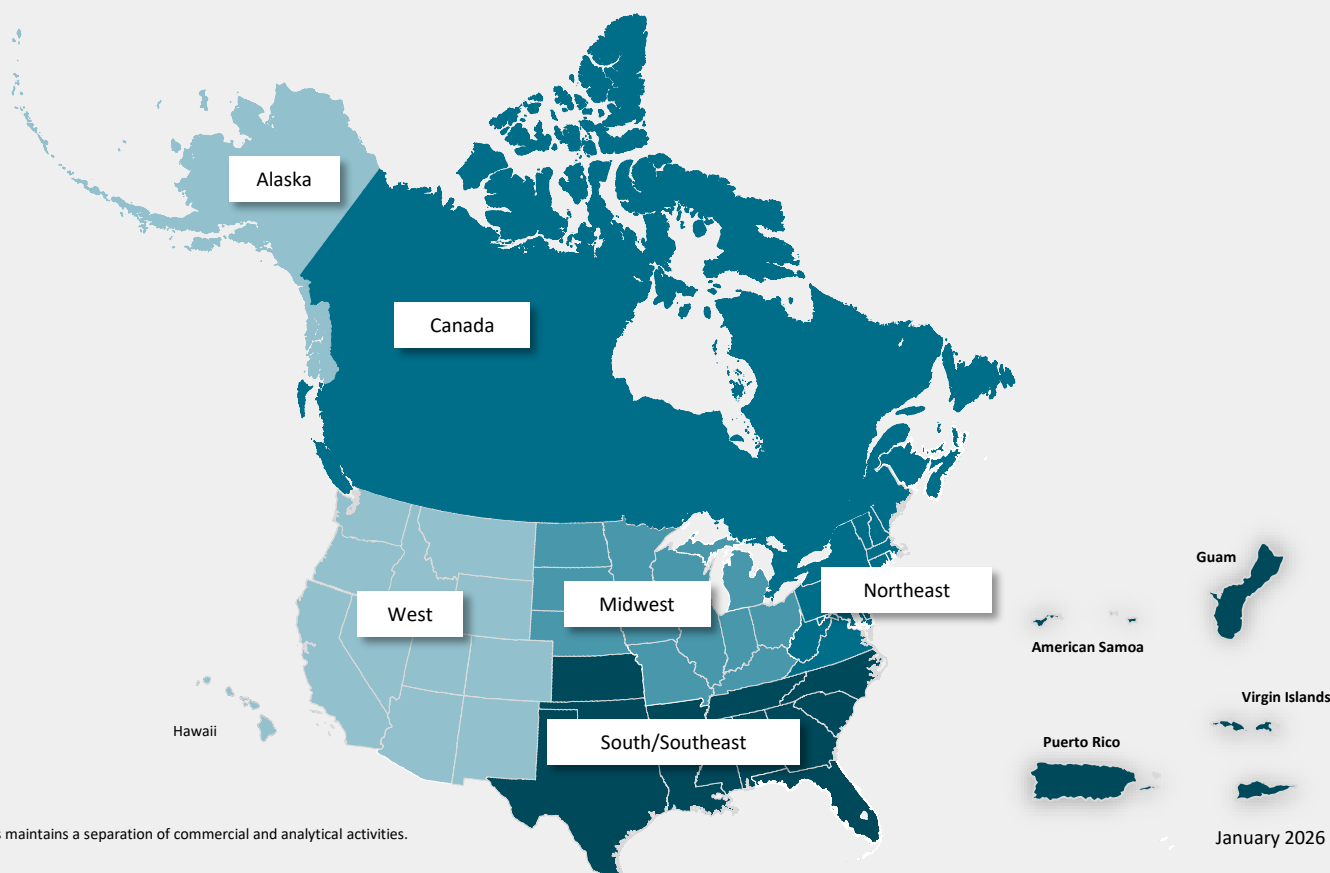 Alaska
Canada
Guam
Northeast
Midwest
West
American Samoa
Virgin Islands
Hawaii
South/Southeast
Puerto Rico
maintains a separation of commercial and analytical activities.
January 2026